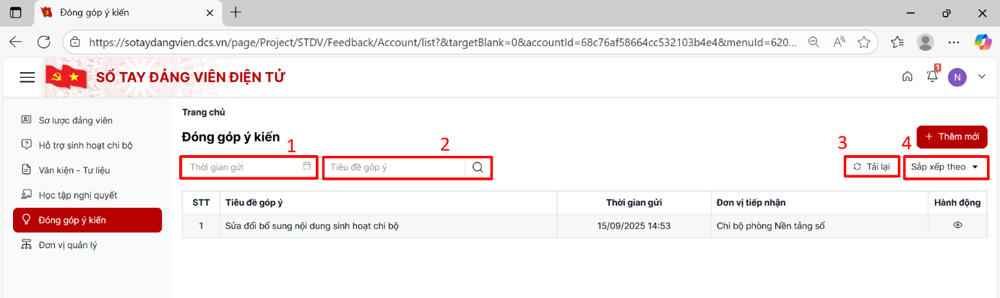 Đóng góp ý kiến
https://sotaydangvien.dcs.vn/page/Project/STDV/Feedback/Account/list?&targetBlank=0&accountId=68c76af58664cc532103b4e4&menuId=620...
SỔ TAY ĐẢNG VIÊN ĐIỆN TỬ
1
N
Sơ lược đảng viên
Hỗ trợ sinh hoạt chi bộ
Văn kiện - Tư liệu
Học tập nghị quyết
Đóng góp ý kiến
Đơn vị quản lý
Trang chủ
Đóng góp ý kiến
Thêm mới
1 2 3 4
Thời gian gửi Tiêu đề góp ý Tải lại Sắp xếp theo
STT Tiêu đề góp ý Thời gian gửi Đơn vị tiếp nhận Hành động
1 Sửa đổi bổ sung nội dung sinh hoạt chi bộ 15/09/2025 14:53 Chi bộ phòng Nền tảng số